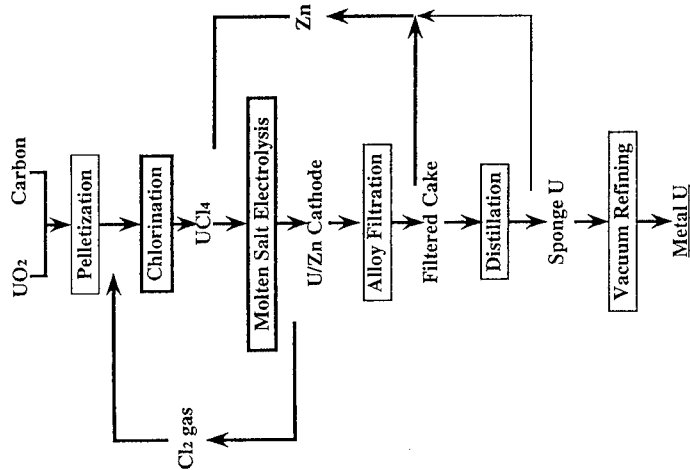 UO2
Carbon
Pelletization
Chlorination
UCl4
Molten Salt Electrolysis
U/Zn Cathode
Alloy Filtration
Filtered Cake
Distillation
Sponge U
Vacuum Refining
Metal U
Cl2 gas
Zn